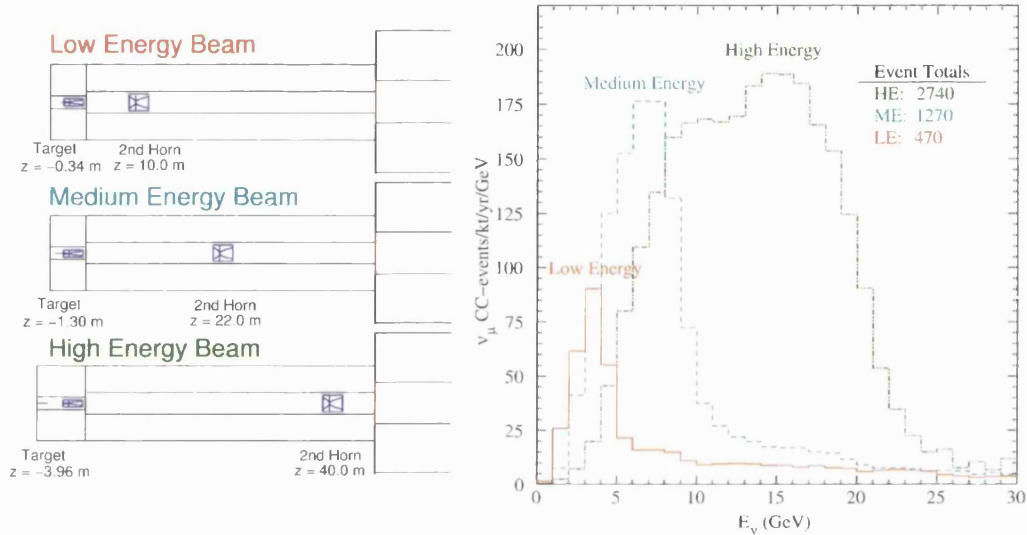 Low Energy Beam
Target
z = −0.34 m
2nd Horn
z = 10.0 m
Medium Energy Beam
Target
z = −1.30 m
2nd Horn
z = 22.0 m
High Energy Beam
Target
z = −3.96 m
2nd Horn
z = 40.0 m
ν_μ CC−events/kt/yr/GeV
200
175
150
125
100
75
50
25
0
High Energy
Medium Energy
Low Energy
Event Totals
HE: 2740
ME: 1270
LE: 470
0 5 10 15 20 25 30
E_ν (GeV)